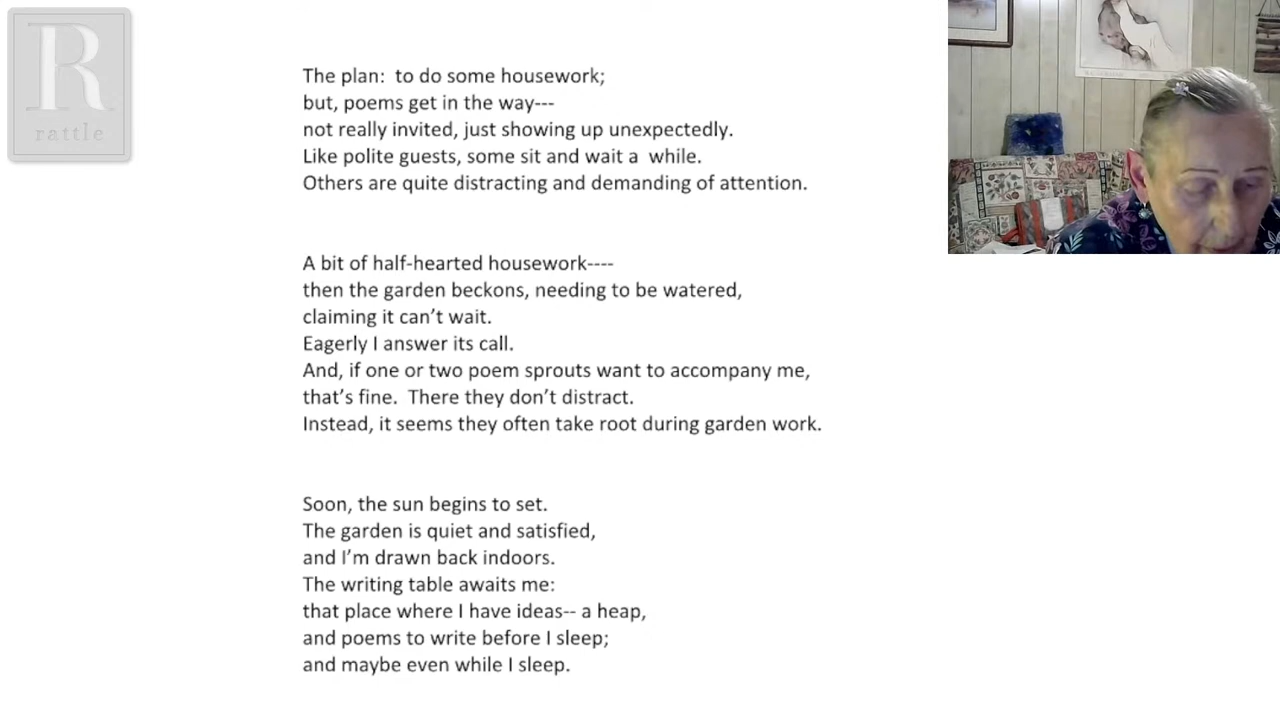 R
rattle
The plan:  to do some housework;
but, poems get in the way---
not really invited, just showing up unexpectedly.
Like polite guests, some sit and wait a  while.
Others are quite distracting and demanding of attention.
A bit of half-hearted housework----
then the garden beckons, needing to be watered,
claiming it can’t wait.
Eagerly I answer its call.
And, if one or two poem sprouts want to accompany me,
that’s fine.  There they don’t distract.
Instead, it seems they often take root during garden work.
Soon, the sun begins to set.
The garden is quiet and satisfied,
and I’m drawn back indoors.
The writing table awaits me:
that place where I have ideas-- a heap,
and poems to write before I sleep;
and maybe even while I sleep.